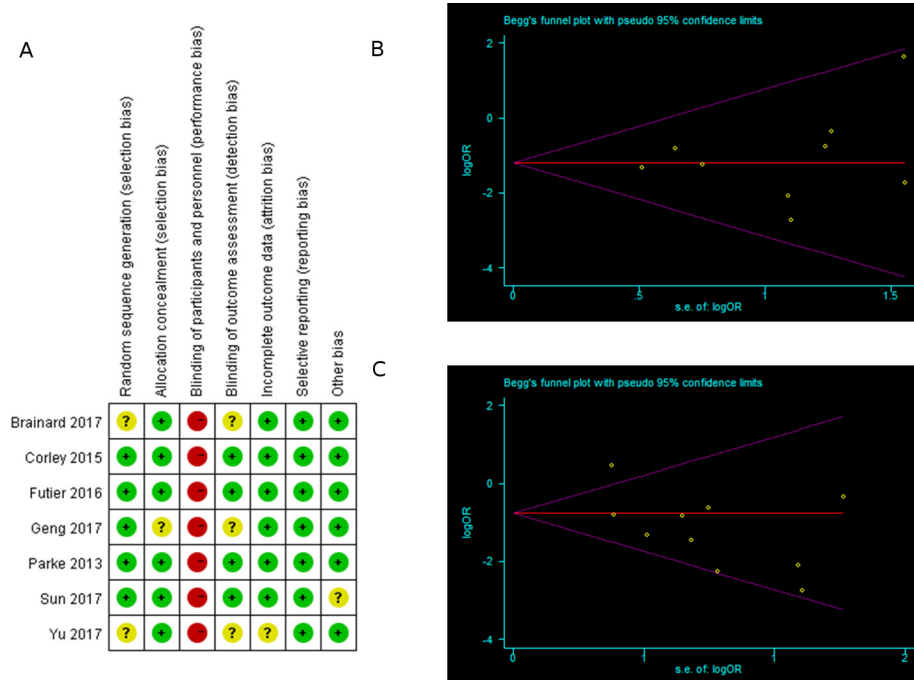 A
Random sequence generation (selection bias)
Allocation concealment (selection bias)
Blinding of participants and personnel (performance bias)
Blinding of outcome assessment (detection bias)
Incomplete outcome data (attrition bias)
Selective reporting (reporting bias)
Other bias
Brainard 2017 ? + - ? + + +
Corley 2015 + + - + + + +
Futier 2016 + + - + + + +
Geng 2017 + ? - ? + + +
Parke 2013 + + - + + + +
Sun 2017 + + - + + + ?
Yu 2017 ? + - ? ? + +
B
Begg's funnel plot with pseudo 95% confidence limits
logOR
2
0
-2
-4
0 .5 1 1.5
s.e. of: logOR
C
Begg's funnel plot with pseudo 95% confidence limits
logOR
2
0
-2
-4
0 1 1 2
s.e. of: logOR